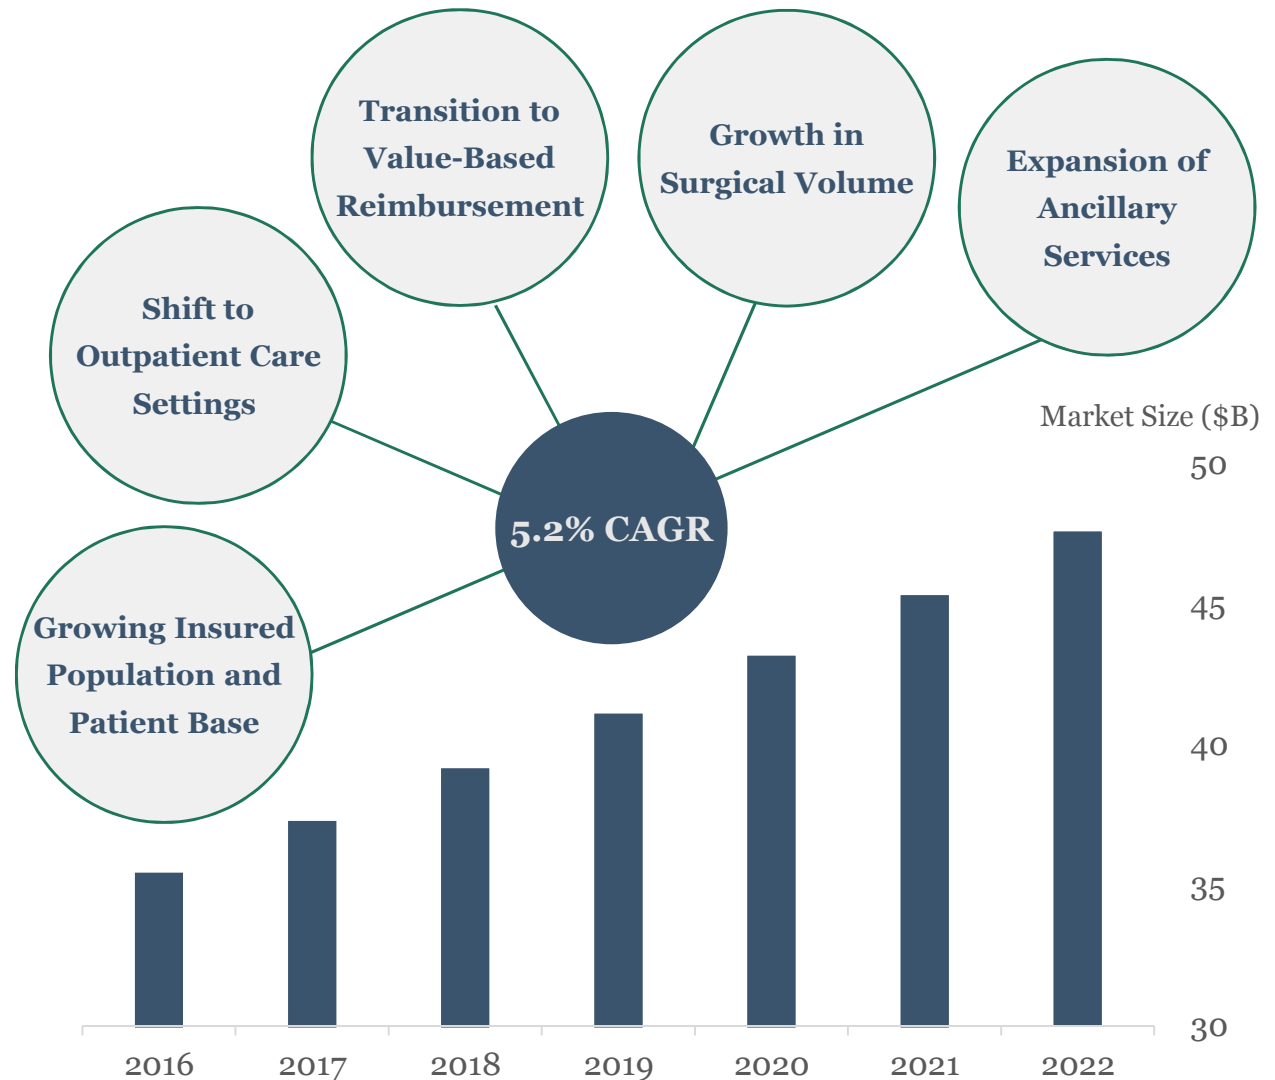 Transition to
Value-Based
Reimbursement
Growth in
Surgical Volume
Expansion of
Ancillary
Services
Shift to
Outpatient Care
Settings
5.2% CAGR
Growing Insured
Population and
Patient Base
Market Size ($B)
50
45
40
35
30
2016 2017 2018 2019 2020 2021 2022